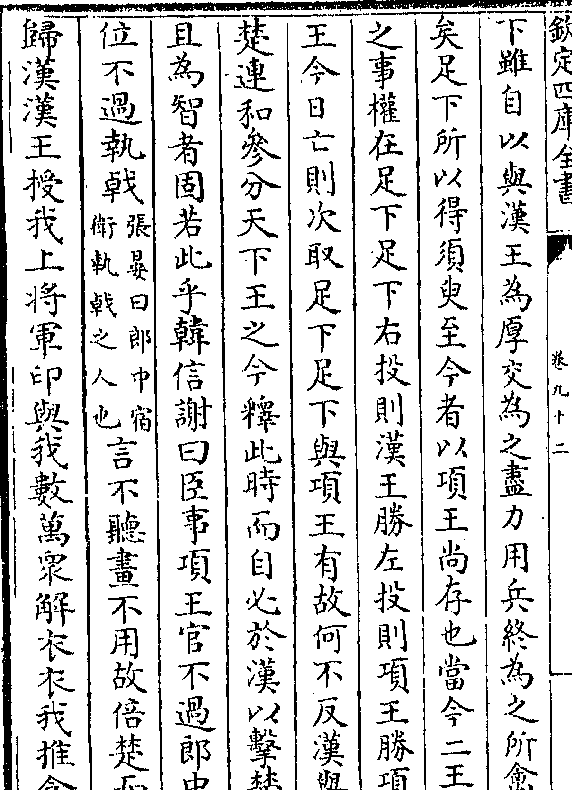 欽定四庫全書
卷九十二
下雖自以與漢王為厚交為之盡力用兵終為之所禽
矣足下所以得須臾至今者以項王尚存也當今二王
之事權在足下足下右投則漢王勝左投則項王勝項
王今日亡則次取足下足下與項王有故何不反漢與
楚連和參分天下王之今釋此時而自必於漢以擊楚
且為智者固若此乎韓信謝曰臣事項王官不過郎中
位不過執戟張晏曰郎中宿衛執戟之人也言不聽畫不用故倍楚而
歸漢漢王授我上將軍印與我數萬眾解衣衣我推食